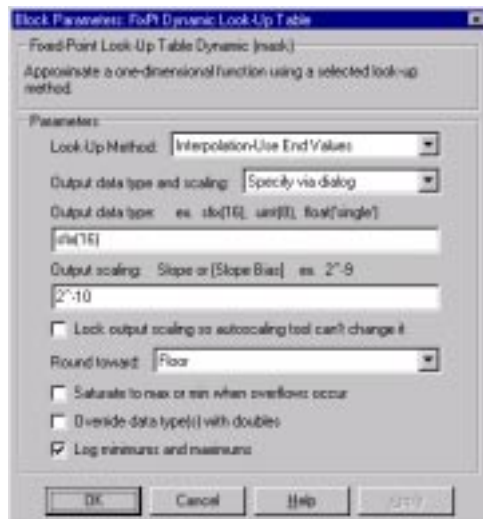 Block Parameters: FixPt Dynamic Look-Up Table
Fixed-Point Look-Up Table Dynamic (mask)
Approximate a one-dimensional function using a selected look-up
method.
Parameters
Look-Up Method: Interpolation-Use End Values
Output data type and scaling: Specify via dialog
Output data type: ex. sfix(16), uint(8), float('single')
sfix(16)
Output scaling: Slope or [Slope Bias] ex. 2^-9
2^-10
Lock output scaling so autoscaling tool can't change it
Round toward: Floor
Saturate to max or min when overflows occur
Override data type(s) with doubles
Log minimums and maximums
OK Cancel Help Apply